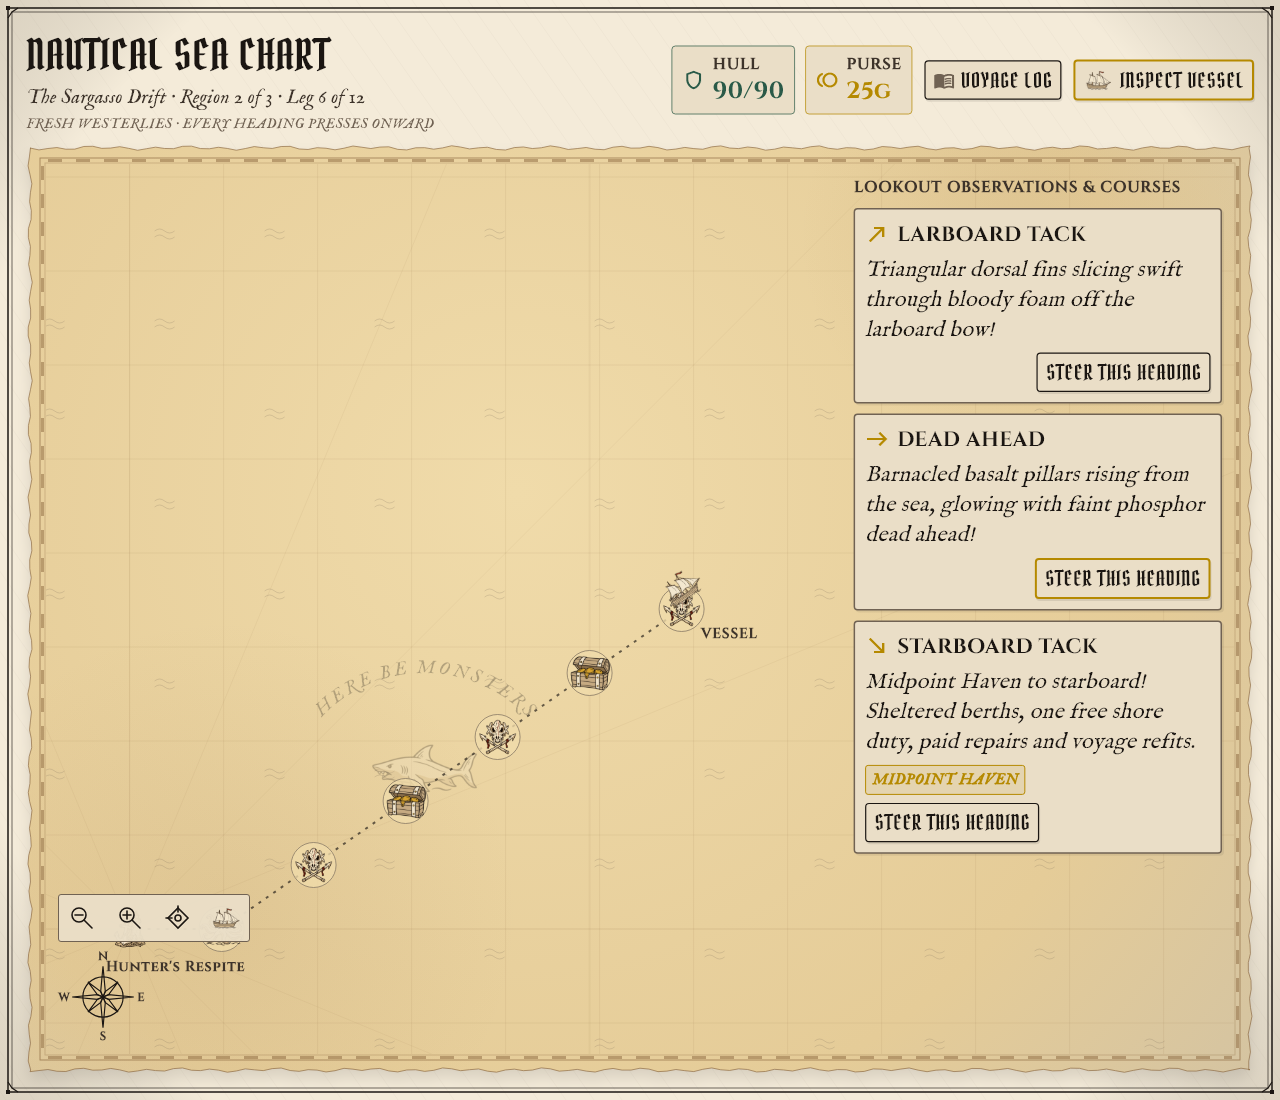 NAUTICAL SEA CHART
The Sargasso Drift · Region 2 of 3 · Leg 6 of 12
FRESH WESTERLIES · EVERY HEADING PRESSES ONWARD
HULL
90/90
PURSE
25G
VOYAGE LOG
INSPECT VESSEL
LOOKOUT OBSERVATIONS & COURSES
LARBOARD TACK
Triangular dorsal fins slicing swift
through bloody foam off the
larboard bow!
STEER THIS HEADING
DEAD AHEAD
Barnacled basalt pillars rising from
the sea, glowing with faint phosphor
dead ahead!
STEER THIS HEADING
STARBOARD TACK
Midpoint Haven to starboard!
Sheltered berths, one free shore
duty, paid repairs and voyage refits.
MIDPOINT HAVEN
STEER THIS HEADING
VESSEL
HERE BE MONSTERS
HUNTER'S RESPITE
N
W
E
S